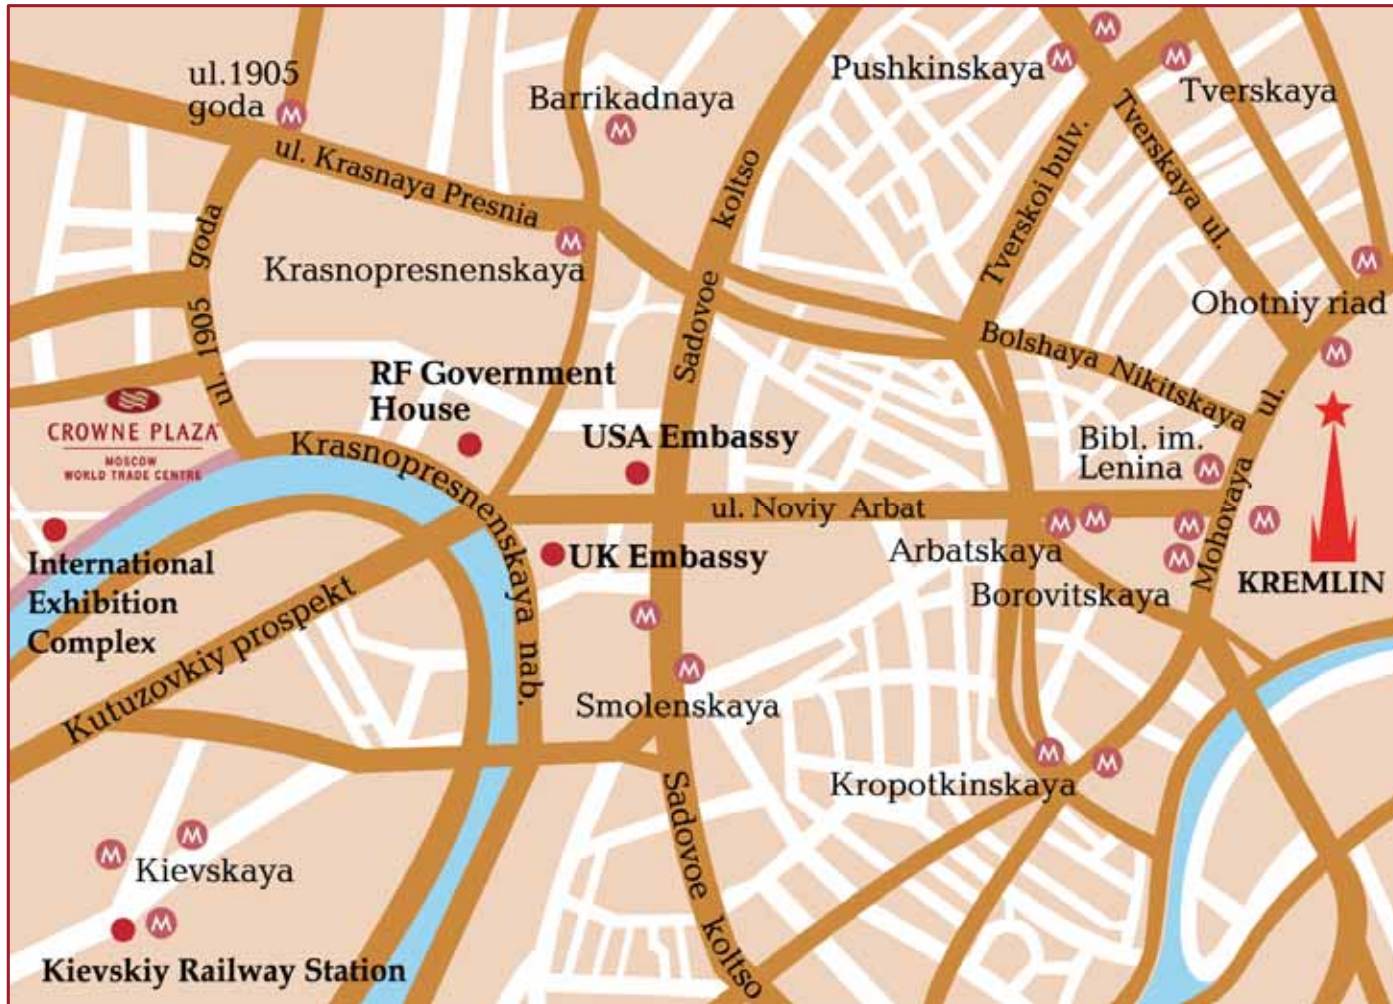 ul.1905
goda
M
Barrikadnaya
M
Pushkinskaya
M
M
M
Tverskaya
ul. Krasnaya Presnia
M
Krasnopresnenskaya
ul. 1905 goda
Sadovoe koltso
Tverskoi bulv.
Tverskaya ul.
M
Ohotniy riad
M
Bolshaya Nikitskaya
CROWNE PLAZA
MOSCOW
WORLD TRADE CENTRE
RF Government
House
USA Embassy
Krasnopresnenskaya nab.
ul. Noviy Arbat
Bibl. im.
Lenina
M
Mohovaya ul.
M
M
M
M
M
Arbatskaya
Borovitskaya
KREMLIN
International
Exhibition
Complex
UK Embassy
Kutuzovkiy prospekt
M
M
Smolenskaya
M
M
Kropotkinskaya
Sadovoe koltso
M
M
Kievskaya
M
Kievskiy Railway Station